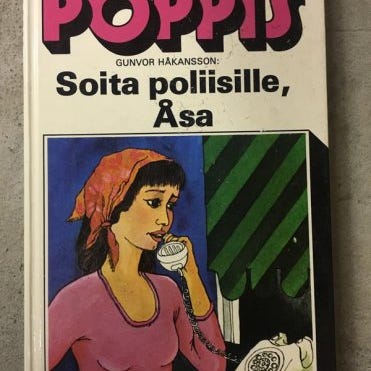 POPPIS
GUNVOR HÅKANSSON:
Soita poliisille,
Åsa